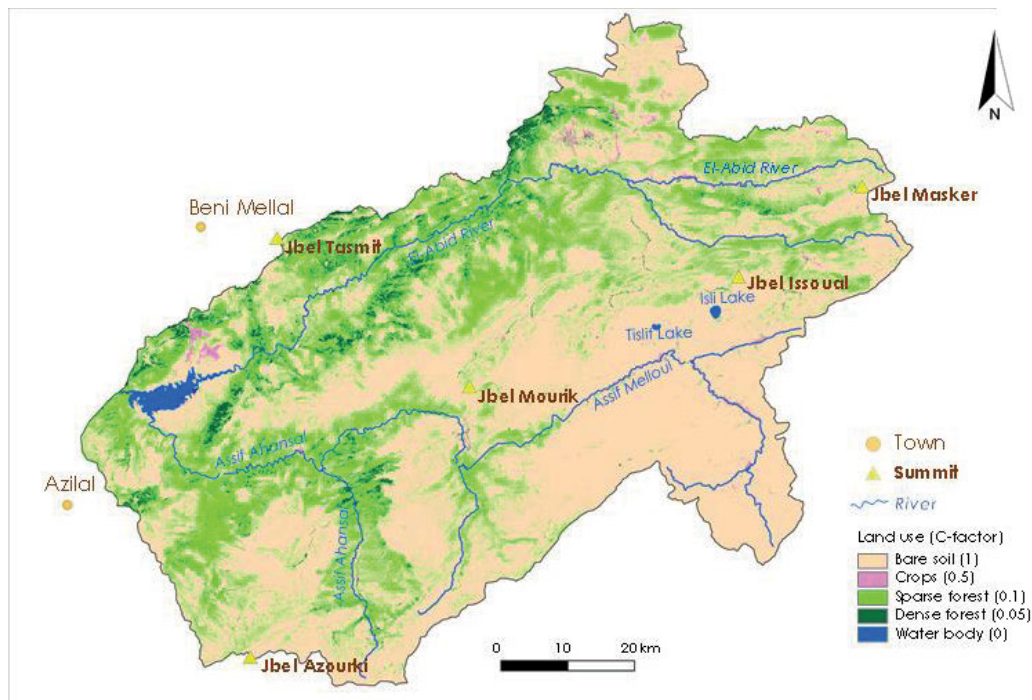 N
El-Abid River
Jbel Masker
Beni Mellal
Jbel Tasmit
El-Abid River
Jbel Issoual
Isli Lake
Tislit Lake
Jbel Mourik
Assif Melloul
Assif Ahansal
Azilal
Assif Ahansal
Jbel Azourki
Town
Summit
River
Land use (C-factor)
Bare soil (1)
Crops (0.5)
Sparse forest (0.1)
Dense forest (0.05)
Water body (0)
0 10 20 km